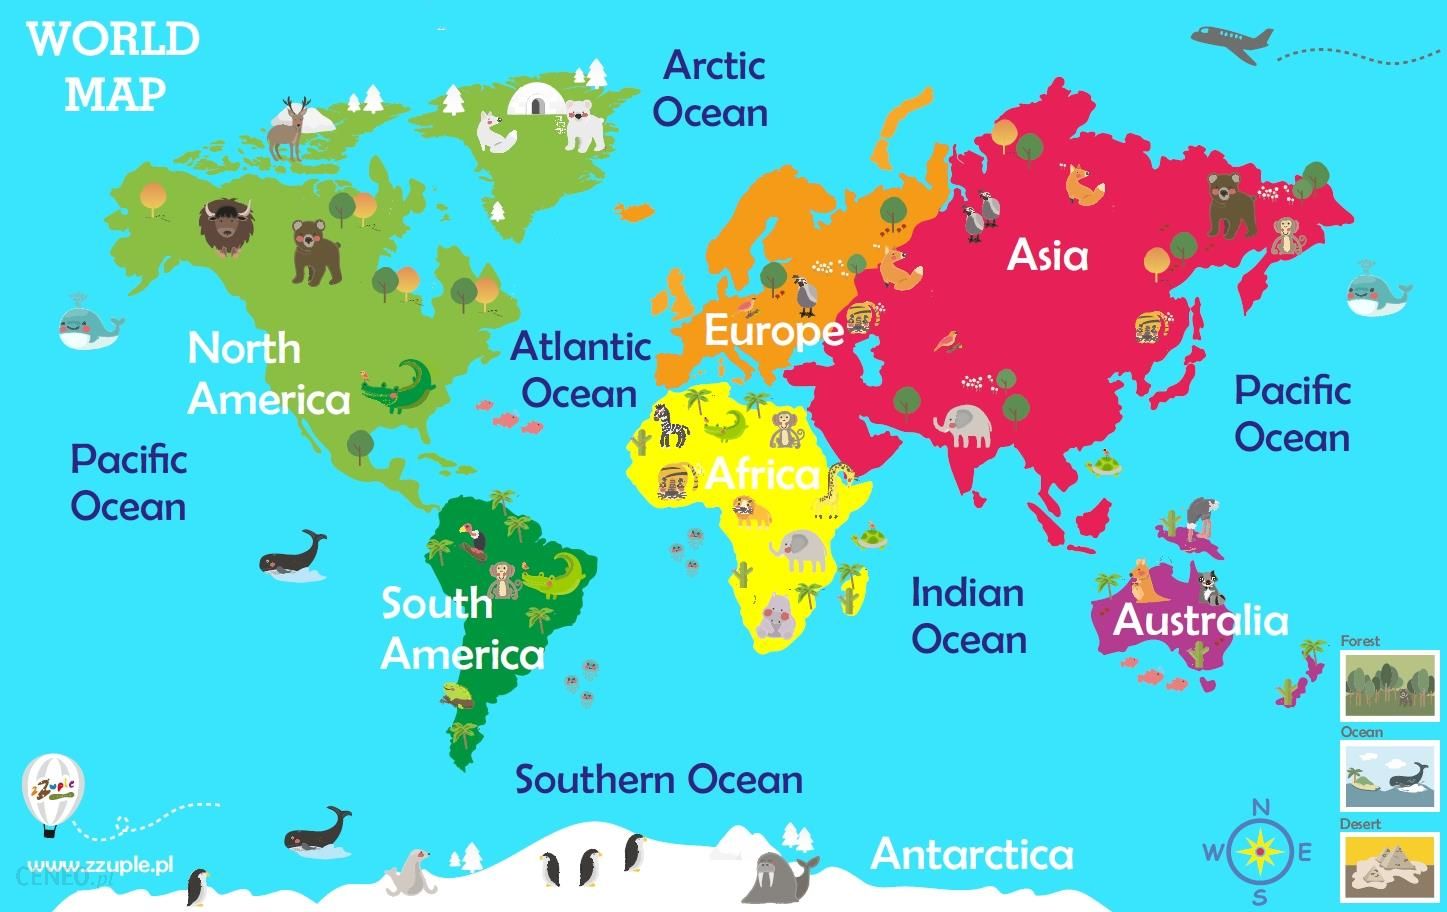 WORLD
MAP
Arctic
Ocean
Asia
North
America
Atlantic
Ocean
Europe
Pacific
Ocean
Pacific
Ocean
Africa
South
America
Indian
Ocean
Australia
Forest
Ocean
Desert
Southern Ocean
Antarctica
zzuple
www.zzuple.pl
CENEO.pl
N
W
E
S